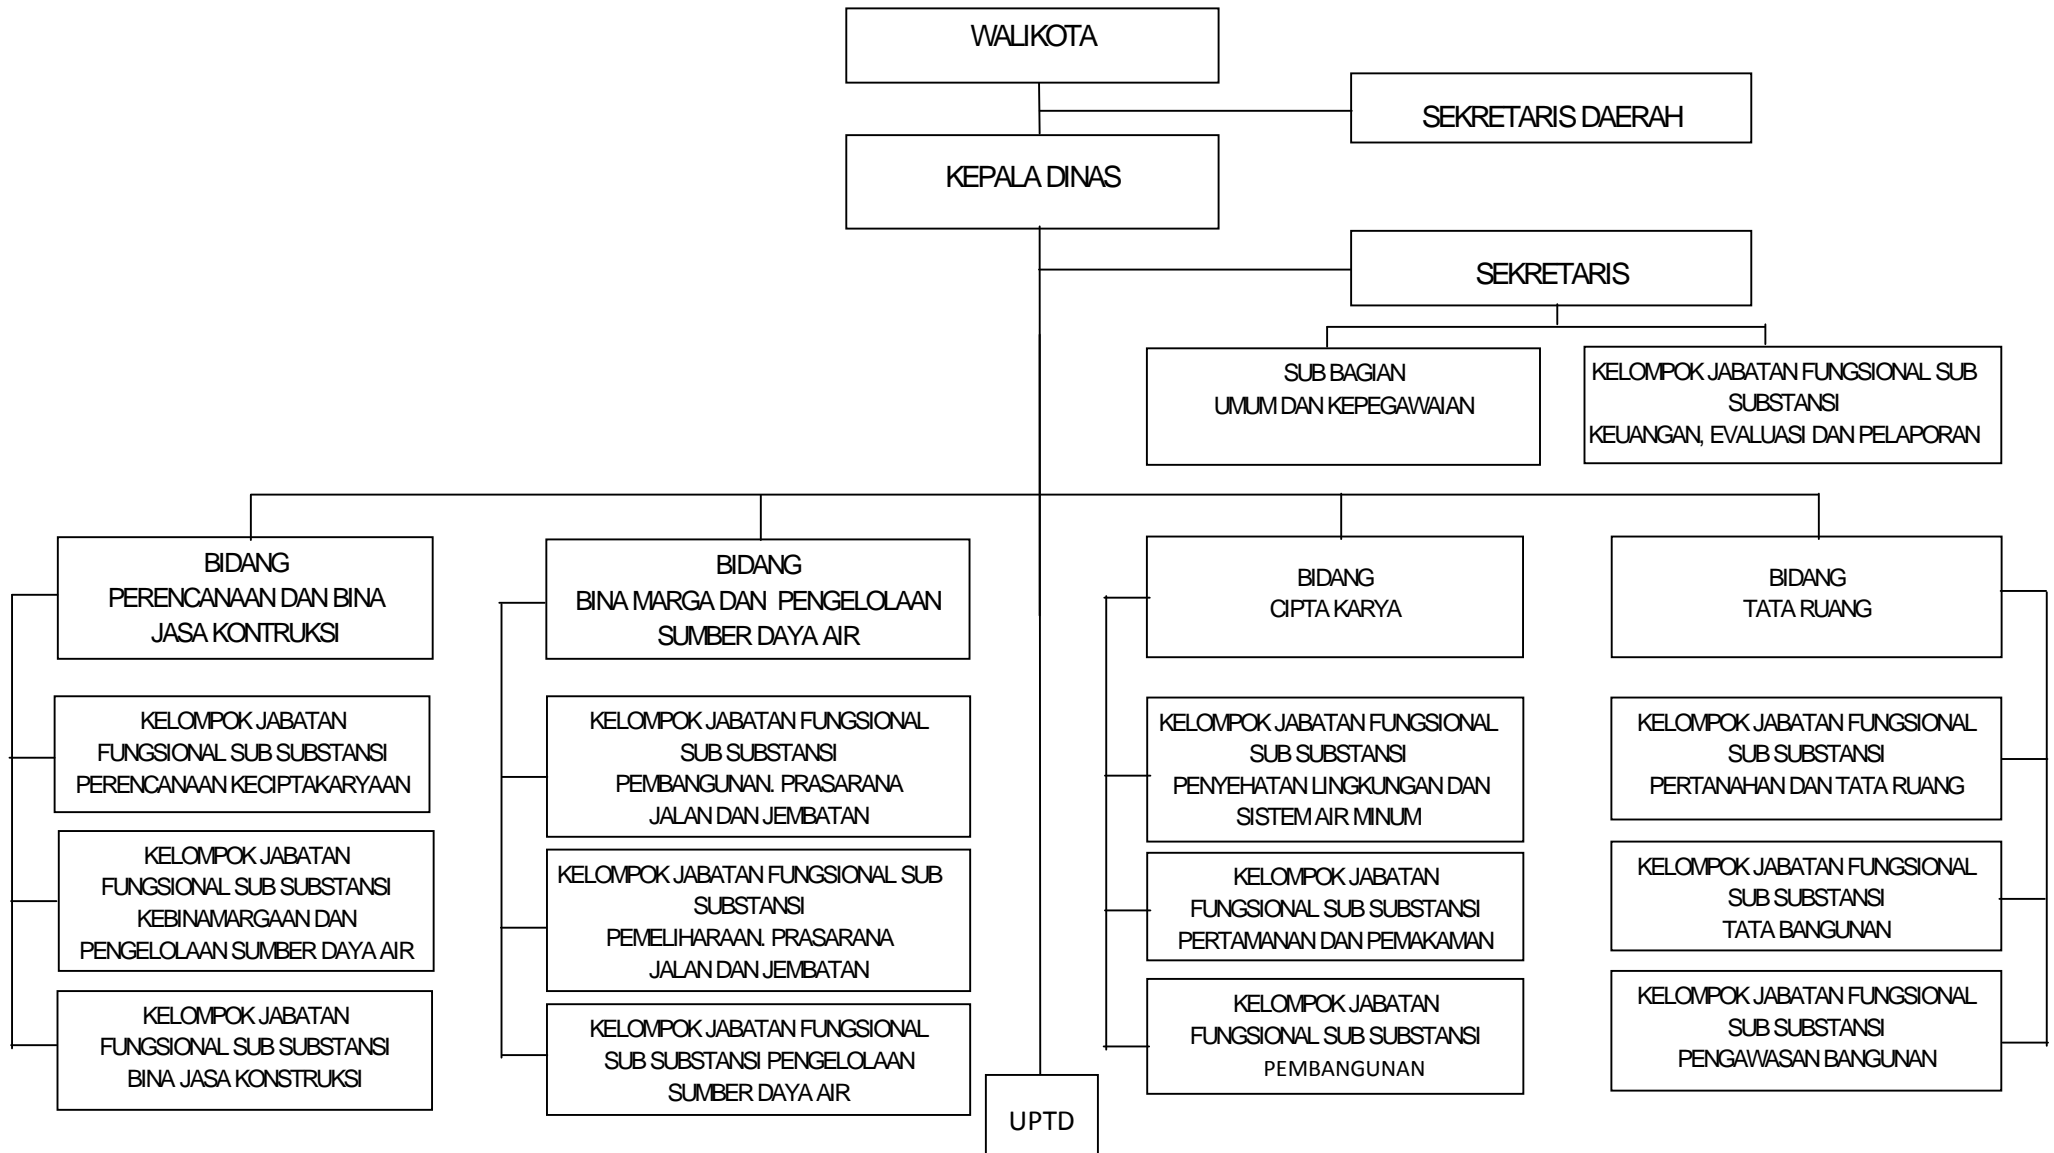 WALIKOTA
SEKRETARIS DAERAH
KEPALA DINAS
SEKRETARIS
SUB BAGIAN
UMUM DAN KEPEGAWAIAN
KELOMPOK JABATAN FUNGSIONAL SUB
SUBSTANSI
KEUANGAN, EVALUASI DAN PELAPORAN
BIDANG
PERENCANAAN DAN BINA
JASA KONTRUKSI
BIDANG
BINA MARGA DAN PENGELOLAAN
SUMBER DAYA AIR
BIDANG
CIPTA KARYA
BIDANG
TATA RUANG
KELOMPOK JABATAN
FUNGSIONAL SUB SUBSTANSI
PERENCANAAN KECIPTAKARYAAN
KELOMPOK JABATAN
FUNGSIONAL SUB SUBSTANSI
KEBINAMARGAAN DAN
PENGELOLAAN SUMBER DAYA AIR
KELOMPOK JABATAN
FUNGSIONAL SUB SUBSTANSI
BINA JASA KONSTRUKSI
KELOMPOK JABATAN FUNGSIONAL
SUB SUBSTANSI
PEMBANGUNAN. PRASARANA
JALAN DAN JEMBATAN
KELOMPOK JABATAN FUNGSIONAL SUB
SUBSTANSI
PEMELIHARAAN. PRASARANA
JALAN DAN JEMBATAN
KELOMPOK JABATAN FUNGSIONAL
SUB SUBSTANSI PENGELOLAAN
SUMBER DAYA AIR
KELOMPOK JABATAN FUNGSIONAL
SUB SUBSTANSI
PENYEHATAN LINGKUNGAN DAN
SISTEM AIR MINUM
KELOMPOK JABATAN
FUNGSIONAL SUB SUBSTANSI
PERTAMANAN DAN PEMAKAMAN
KELOMPOK JABATAN
FUNGSIONAL SUB SUBSTANSI
PEMBANGUNAN
KELOMPOK JABATAN FUNGSIONAL
SUB SUBSTANSI
PERTANAHAN DAN TATA RUANG
KELOMPOK JABATAN FUNGSIONAL
SUB SUBSTANSI
TATA BANGUNAN
KELOMPOK JABATAN FUNGSIONAL
SUB SUBSTANSI
PENGAWASAN BANGUNAN
UPTD